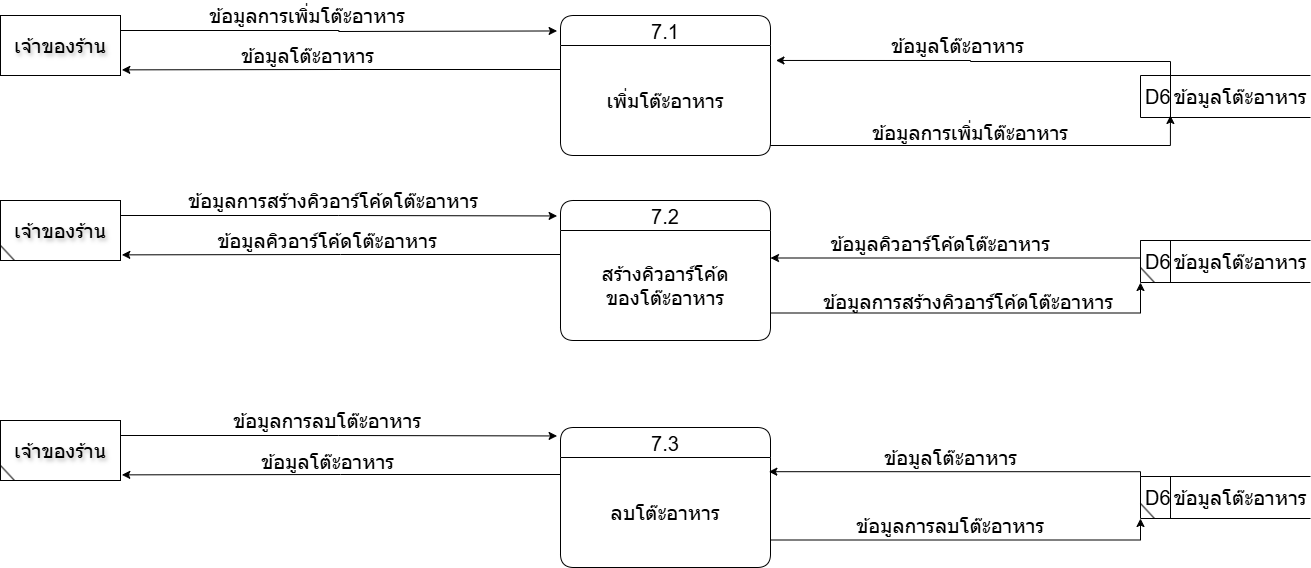 ข้อมูลการเพิ่มโต๊ะอาหาร
เจ้าของร้าน
ข้อมูลโต๊ะอาหาร
7.1
เพิ่มโต๊ะอาหาร
ข้อมูลโต๊ะอาหาร
D6 ข้อมูลโต๊ะอาหาร
ข้อมูลการเพิ่มโต๊ะอาหาร
ข้อมูลการสร้างคิวอาร์โค้ดโต๊ะอาหาร
เจ้าของร้าน
ข้อมูลคิวอาร์โค้ดโต๊ะอาหาร
7.2
สร้างคิวอาร์โค้ด
ของโต๊ะอาหาร
ข้อมูลคิวอาร์โค้ดโต๊ะอาหาร
D6 ข้อมูลโต๊ะอาหาร
ข้อมูลการสร้างคิวอาร์โค้ดโต๊ะอาหาร
ข้อมูลการลบโต๊ะอาหาร
เจ้าของร้าน
ข้อมูลโต๊ะอาหาร
7.3
ลบโต๊ะอาหาร
ข้อมูลโต๊ะอาหาร
D6 ข้อมูลโต๊ะอาหาร
ข้อมูลการลบโต๊ะอาหาร